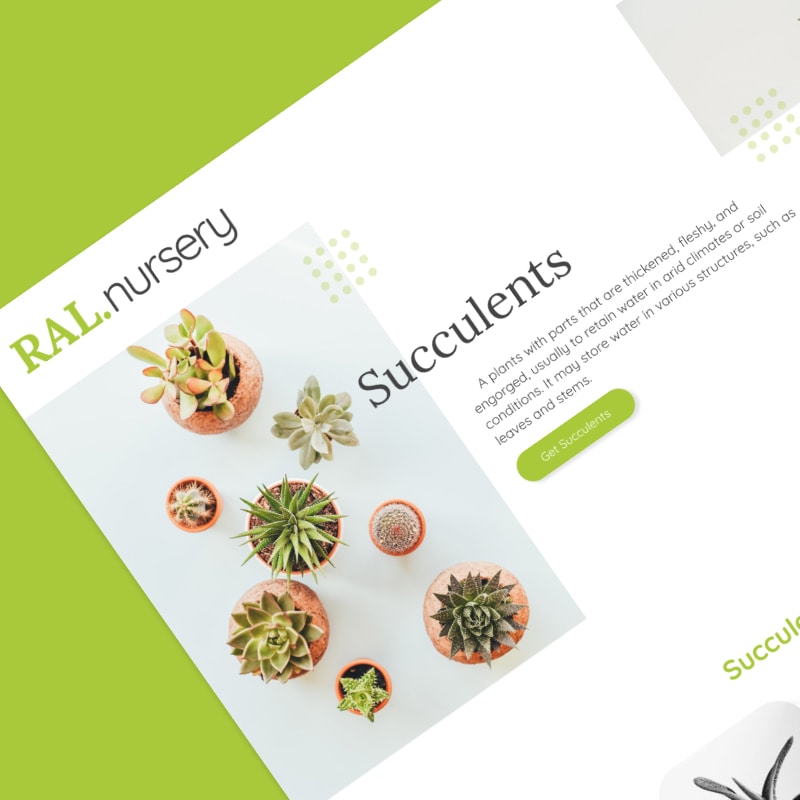 RAL.nursery
Succulents
A plants with parts that are thickened, fleshy, and
engorged, usually to retain water in arid climates or soil
conditions. It may store water in various structures, such as
leaves and stems.
Get Succulents